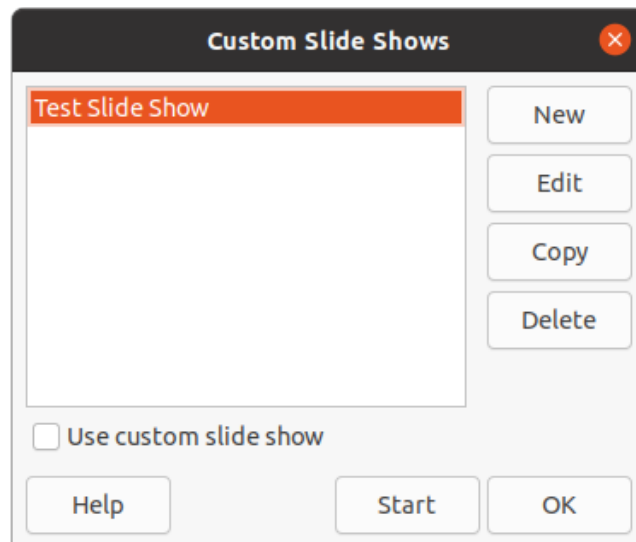 Custom Slide Shows
Test Slide Show
New
Edit
Copy
Delete
Use custom slide show
Help
Start
OK